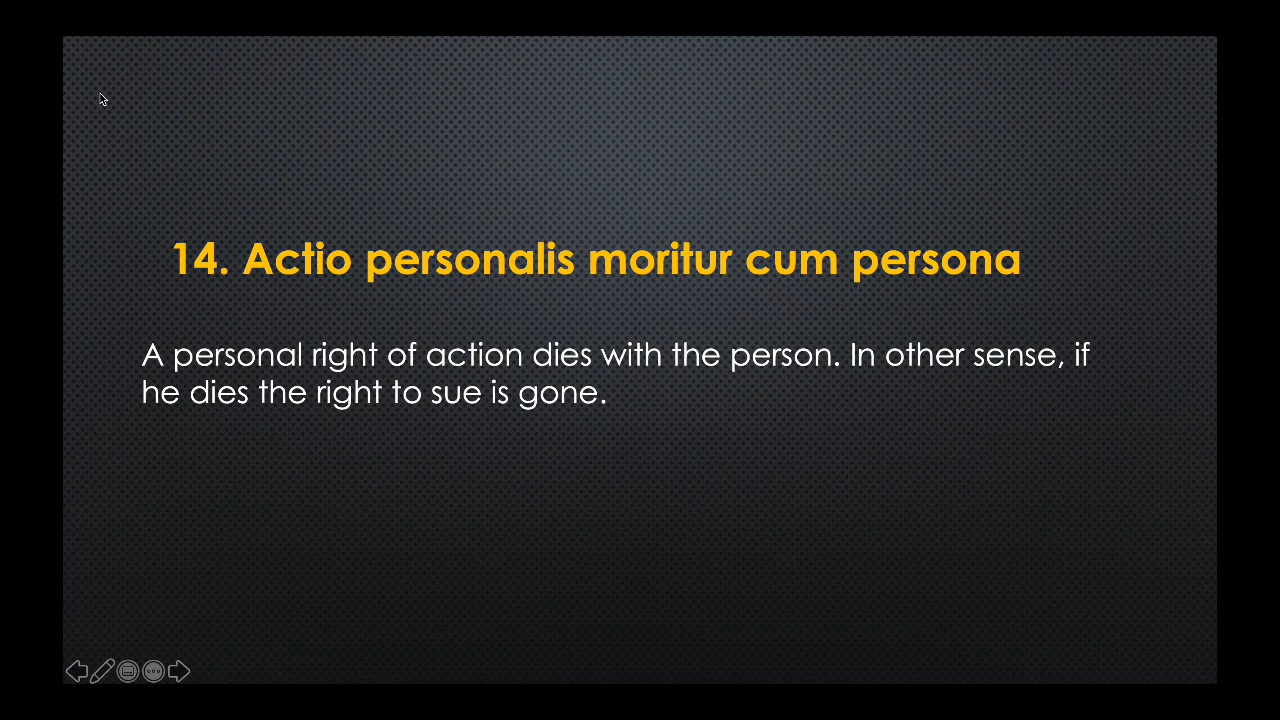 14. Actio personalis moritur cum persona
A personal right of action dies with the person. In other sense, if
he dies the right to sue is gone.